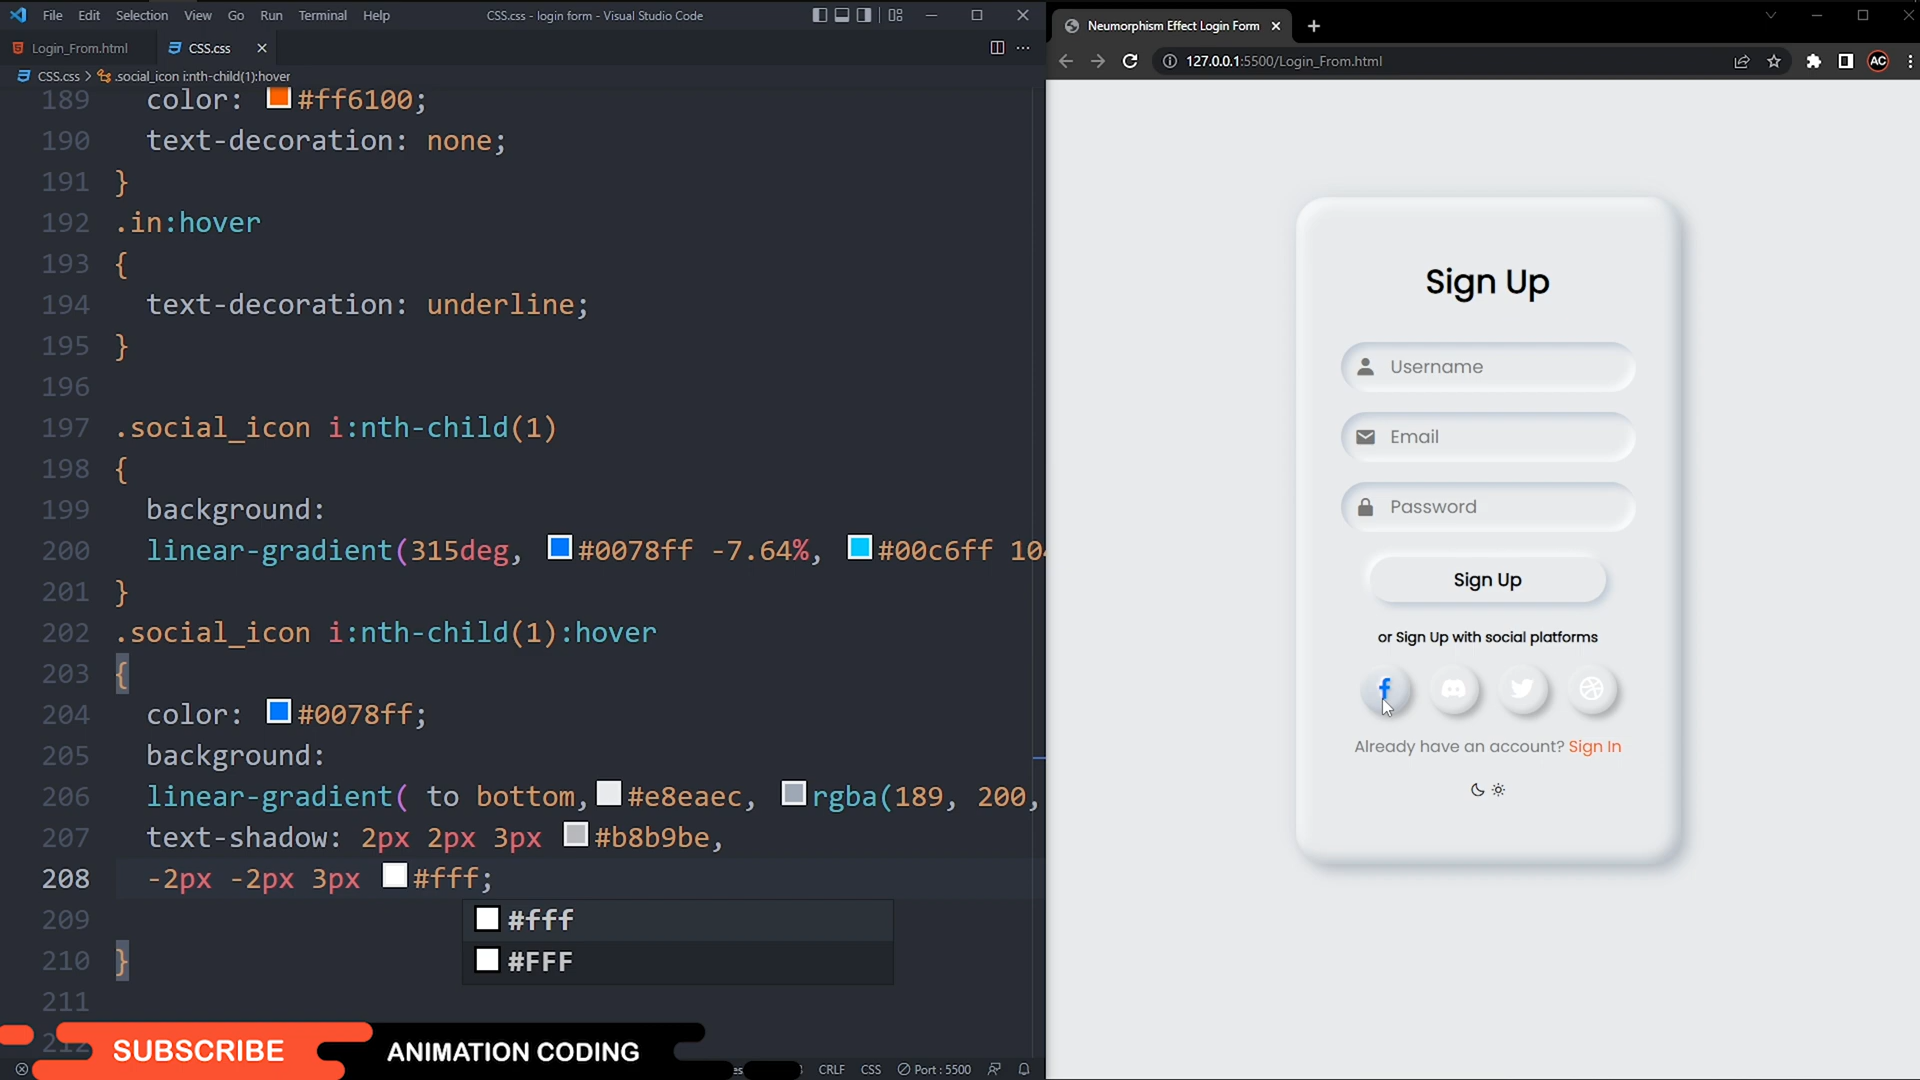 File Edit Selection View Go Run Terminal Help
CSS.css - login form - Visual Studio Code
Login_From.html CSS.css
CSS.css > .social_icon i:nth-child(1):hover
189 color: #ff6100;
190 text-decoration: none;
191 }
192 .in:hover
193 {
194 text-decoration: underline;
195 }
196
197 .social_icon i:nth-child(1)
198 {
199 background:
200 linear-gradient(315deg, #0078ff -7.64%, #00c6ff 104
201 }
202 .social_icon i:nth-child(1):hover
203 {
204 color: #0078ff;
205 background:
206 linear-gradient( to bottom, #e8eaec, rgba(189, 200,
207 text-shadow: 2px 2px 3px #b8b9be,
208 -2px -2px 3px #fff;
209 #fff
210 } #FFF
211
SUBSCRIBE
ANIMATION CODING
CRLF CSS Port : 5500
Neumorphism Effect Login Form
127.0.0.1:5500/Login_From.html
AC
Sign Up
Username
Email
Password
Sign Up
or Sign Up with social platforms
Already have an account? Sign In